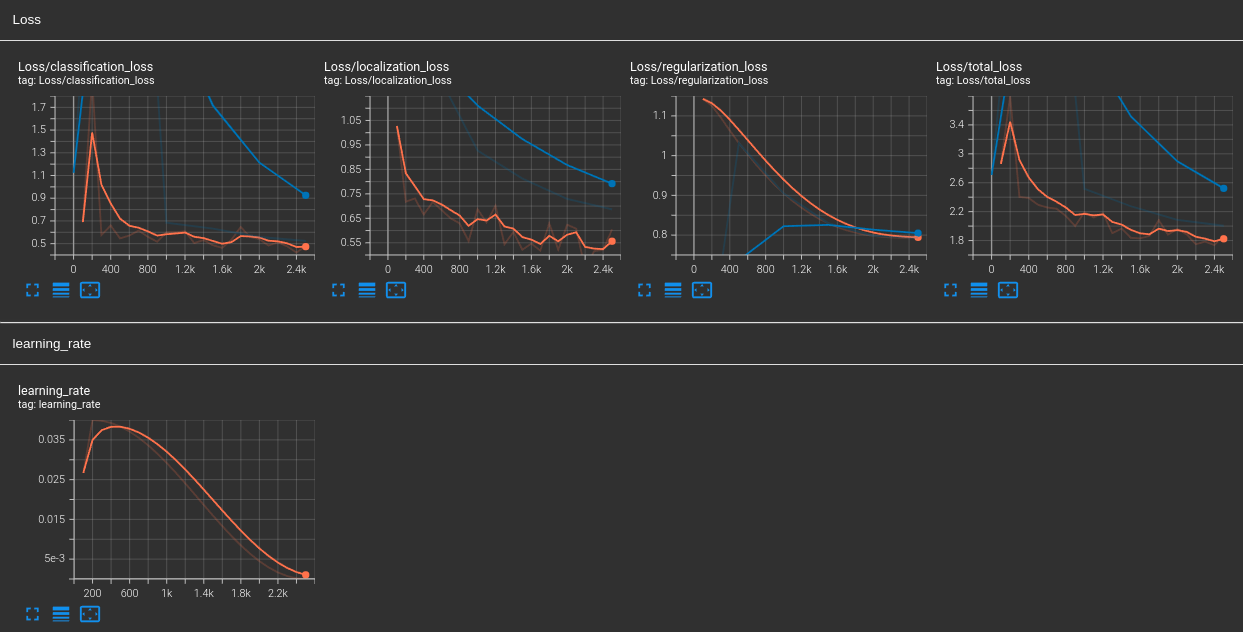 Loss
Loss/classification_loss
tag: Loss/classification_loss
1.7
1.5
1.3
1.1
0.9
0.7
0.5
0 400 800 1.2k 1.6k 2k 2.4k
Loss/localization_loss
tag: Loss/localization_loss
1.05
0.95
0.85
0.75
0.65
0.55
0 400 800 1.2k 1.6k 2k 2.4k
Loss/regularization_loss
tag: Loss/regularization_loss
1.1
1
0.9
0.8
0 400 800 1.2k 1.6k 2k 2.4k
Loss/total_loss
tag: Loss/total_loss
3.4
3
2.6
2.2
1.8
0 400 800 1.2k 1.6k 2k 2.4k
learning_rate
learning_rate
tag: learning_rate
0.035
0.025
0.015
5e-3
200 600 1k 1.4k 1.8k 2.2k